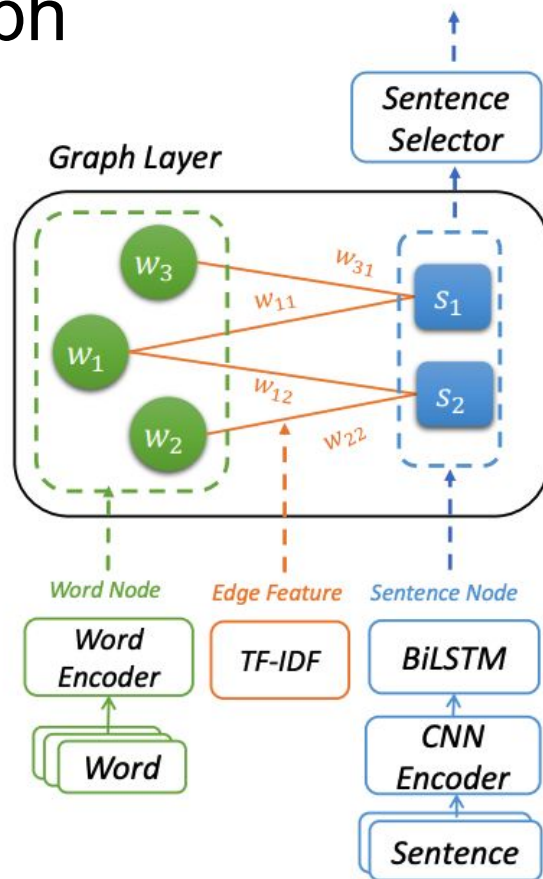 ph
Sentence
Selector
Graph Layer
w₃
w₃₁
s₁
w₁₁
w₁
w₁₂
s₂
w₂
w₂₂
Word Node
Edge Feature
Sentence Node
Word
Encoder
TF-IDF
BiLSTM
CNN
Encoder
Word
Sentence